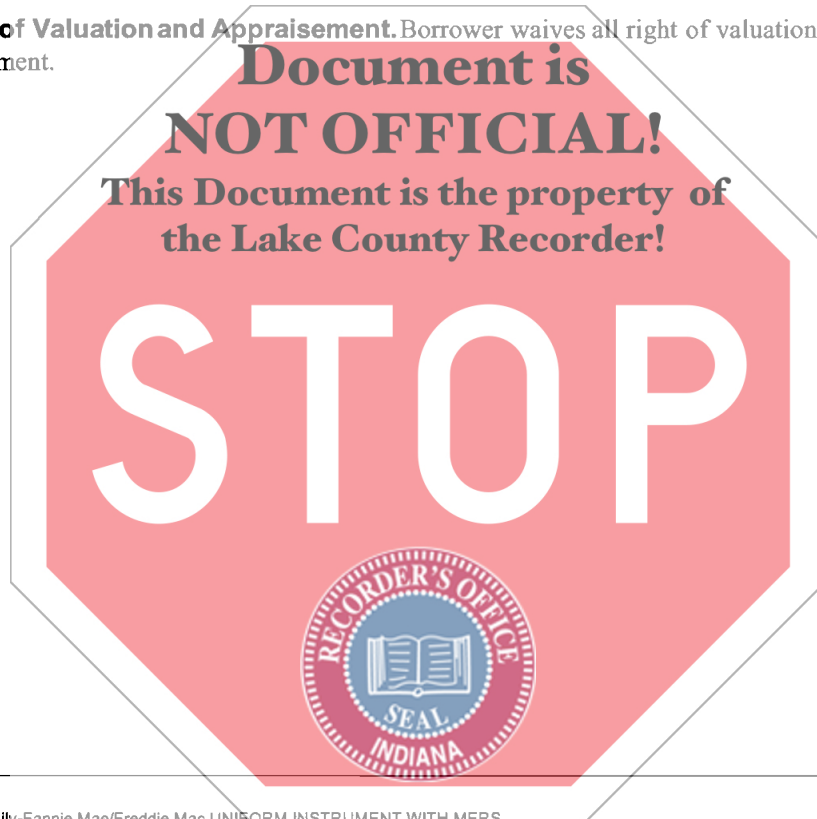 of Valuation and Appraisement. Borrower waives all right of valuation
ment.
Document is
NOT OFFICIAL!
This Document is the property of
the Lake County Recorder!
STOP
RECORDER'S OFFICE
SEAL
INDIANA
ily-Fannie Mae/Freddie Mac UNIFORM INSTRUMENT WITH MERS